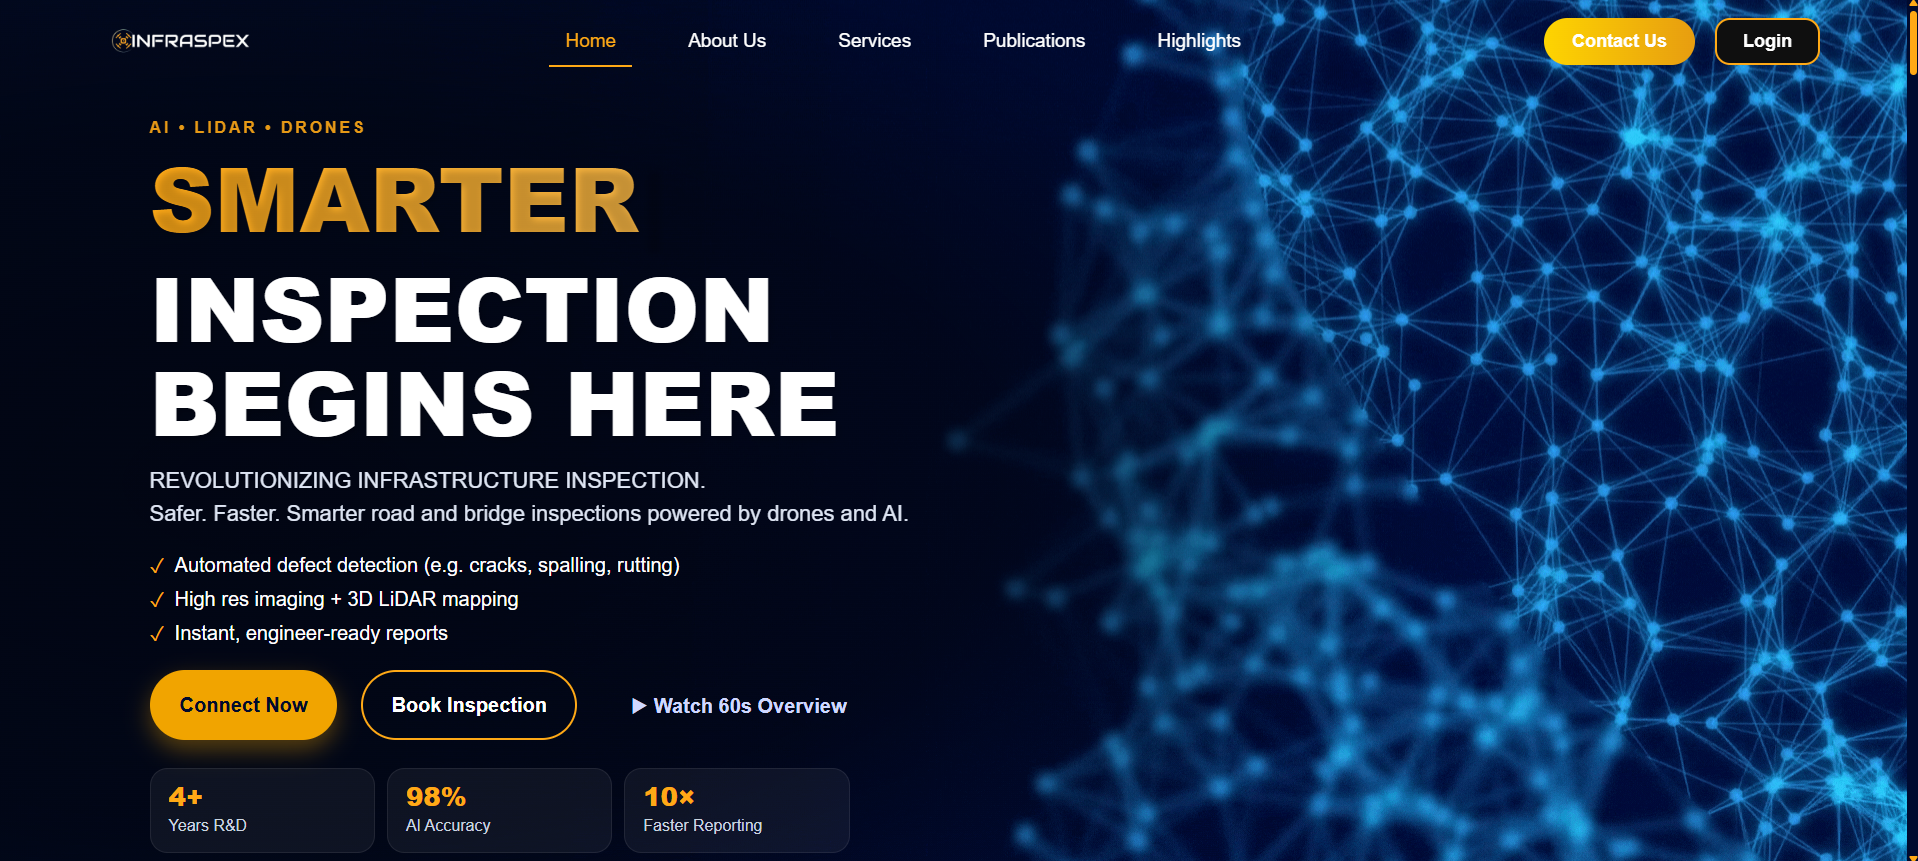 INFRASPEX
Home
About Us
Services
Publications
Highlights
Contact Us
Login
AI • LIDAR • DRONES
SMARTER
INSPECTION
BEGINS HERE
REVOLUTIONIZING INFRASTRUCTURE INSPECTION.
Safer. Faster. Smarter road and bridge inspections powered by drones and AI.
✓ Automated defect detection (e.g. cracks, spalling, rutting)
✓ High res imaging + 3D LiDAR mapping
✓ Instant, engineer-ready reports
Connect Now
Book Inspection
▶ Watch 60s Overview
4+
Years R&D
98%
AI Accuracy
10×
Faster Reporting